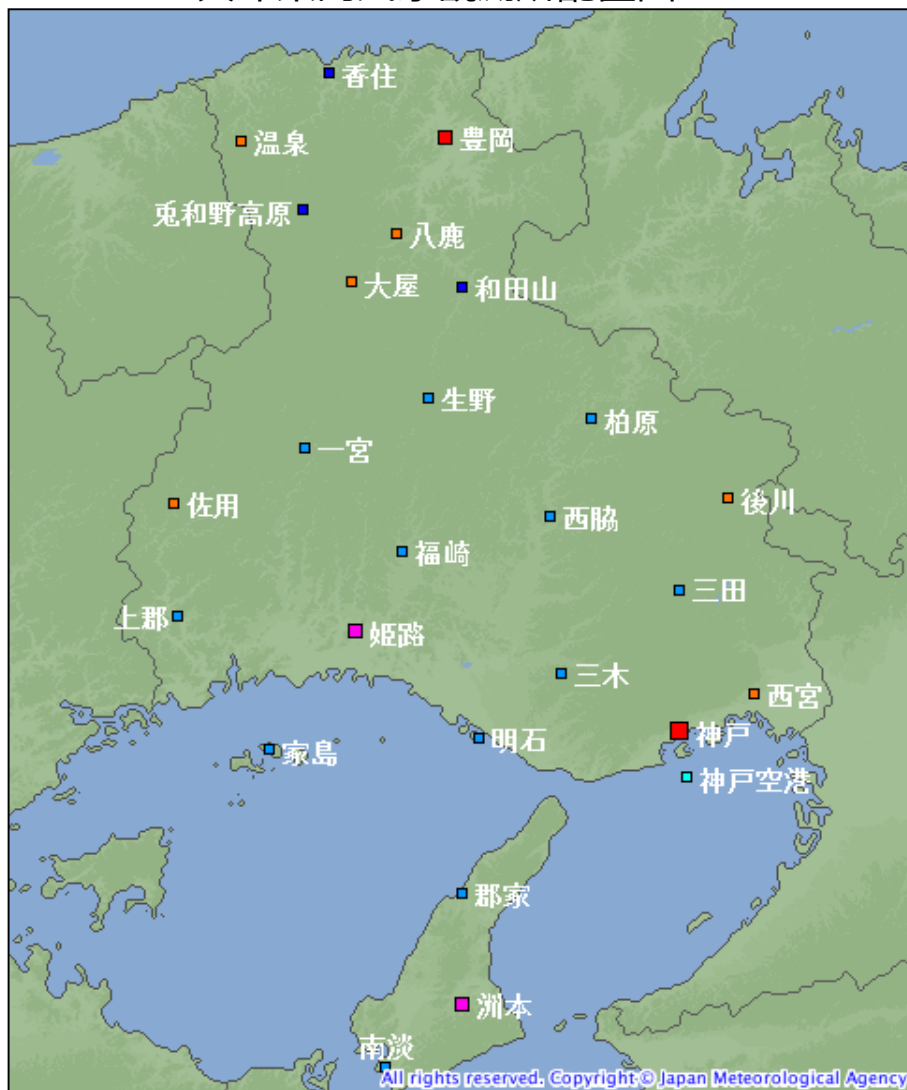 香住
温泉
豊岡
兎和野高原
八鹿
大屋
和田山
生野
柏原
一宮
佐用
後川
西脇
福崎
三田
上郡
姫路
三木
西宮
神戸
家島
明石
神戸空港
郡家
洲本
南淡
All rights reserved. Copyright © Japan Meteorological Agency